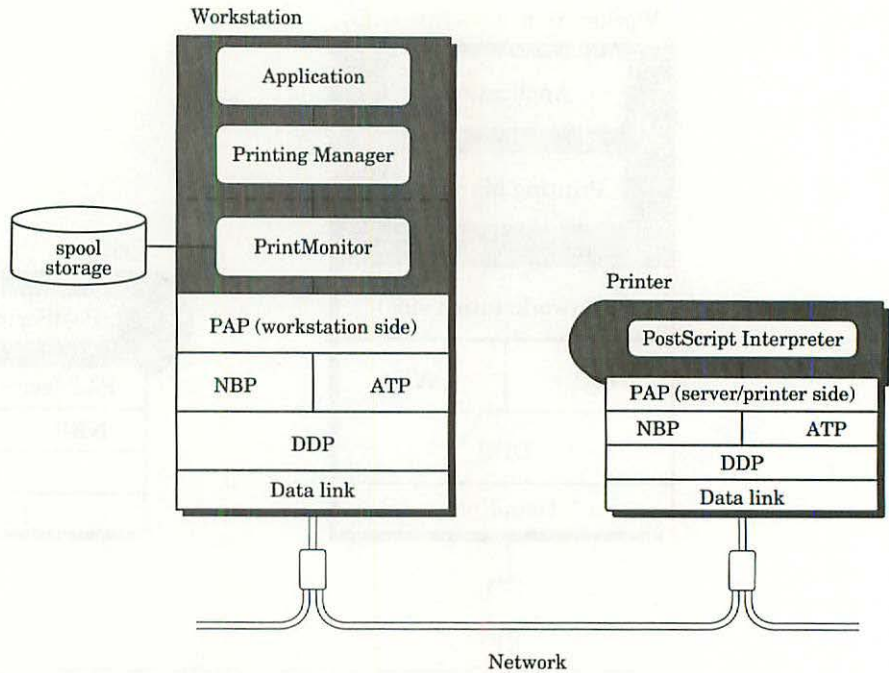 Workstation
Application
Printing Manager
PrintMonitor
spool
storage
PAP (workstation side)
NBP
ATP
DDP
Data link
Printer
PostScript Interpreter
PAP (server/printer side)
NBP
ATP
DDP
Data link
Network